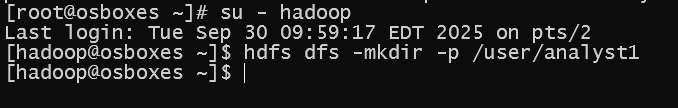 [root@osboxes ~]# su - hadoop
Last login: Tue Sep 30 09:59:17 EDT 2025 on pts/2
[hadoop@osboxes ~]$ hdfs dfs -mkdir -p /user/analyst1
[hadoop@osboxes ~]$